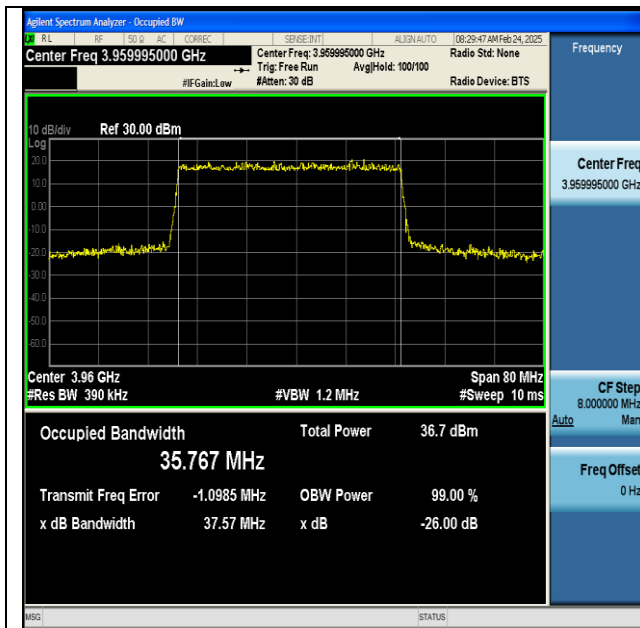 Agilent Spectrum Analyzer - Occupied BW
RL RF 50 Ω AC CORREC SENSE:INT ALIGN AUTO 08:29:47 AM Feb 24, 2025
Center Freq 3.959995000 GHz
Center Freq: 3.959995000 GHz Radio Std: None
Trig: Free Run Avg|Hold: 100/100
#IFGain:Low #Atten: 30 dB Radio Device: BTS
10 dB/div Ref 30.00 dBm
Log
20.0
10.0
0.00
-10.0
-20.0
-30.0
-40.0
-50.0
-60.0
Center 3.96 GHz Span 80 MHz
#Res BW 390 kHz #VBW 1.2 MHz #Sweep 10 ms
Occupied Bandwidth Total Power 36.7 dBm
35.767 MHz
Transmit Freq Error -1.0985 MHz OBW Power 99.00 %
x dB Bandwidth 37.57 MHz x dB -26.00 dB
MSG STATUS
Frequency
Center Freq
3.959995000 GHz
CF Step
8.000000 MHz
Auto Man
Freq Offset
0 Hz